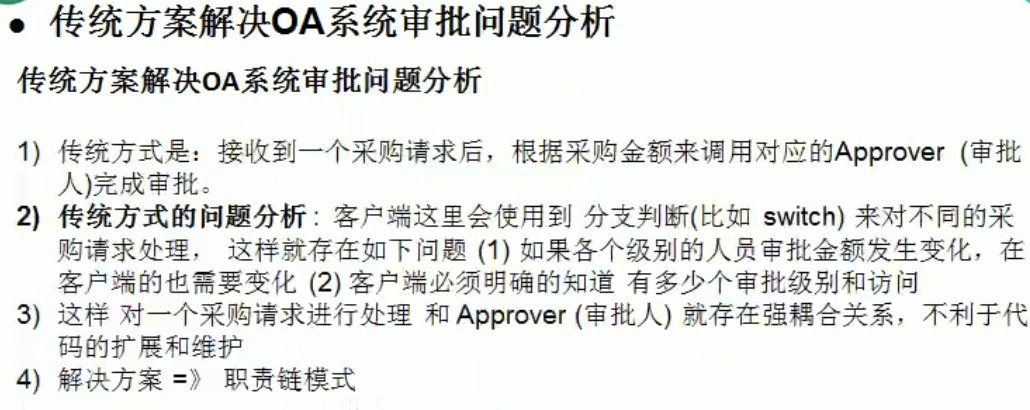 • 传统方案解决OA系统审批问题分析
传统方案解决OA系统审批问题分析
1) 传统方式是：接收到一个采购请求后，根据采购金额来调用对应的Approver (审批
人)完成审批。
2) 传统方式的问题分析 : 客户端这里会使用到 分支判断(比如 switch) 来对不同的采
购请求处理， 这样就存在如下问题 (1) 如果各个级别的人员审批金额发生变化，在
客户端的也需要变化 (2) 客户端必须明确的知道 有多少个审批级别和访问
3) 这样 对一个采购请求进行处理 和 Approver (审批人) 就存在强耦合关系，不利于代
码的扩展和维护
4) 解决方案 =》 职责链模式